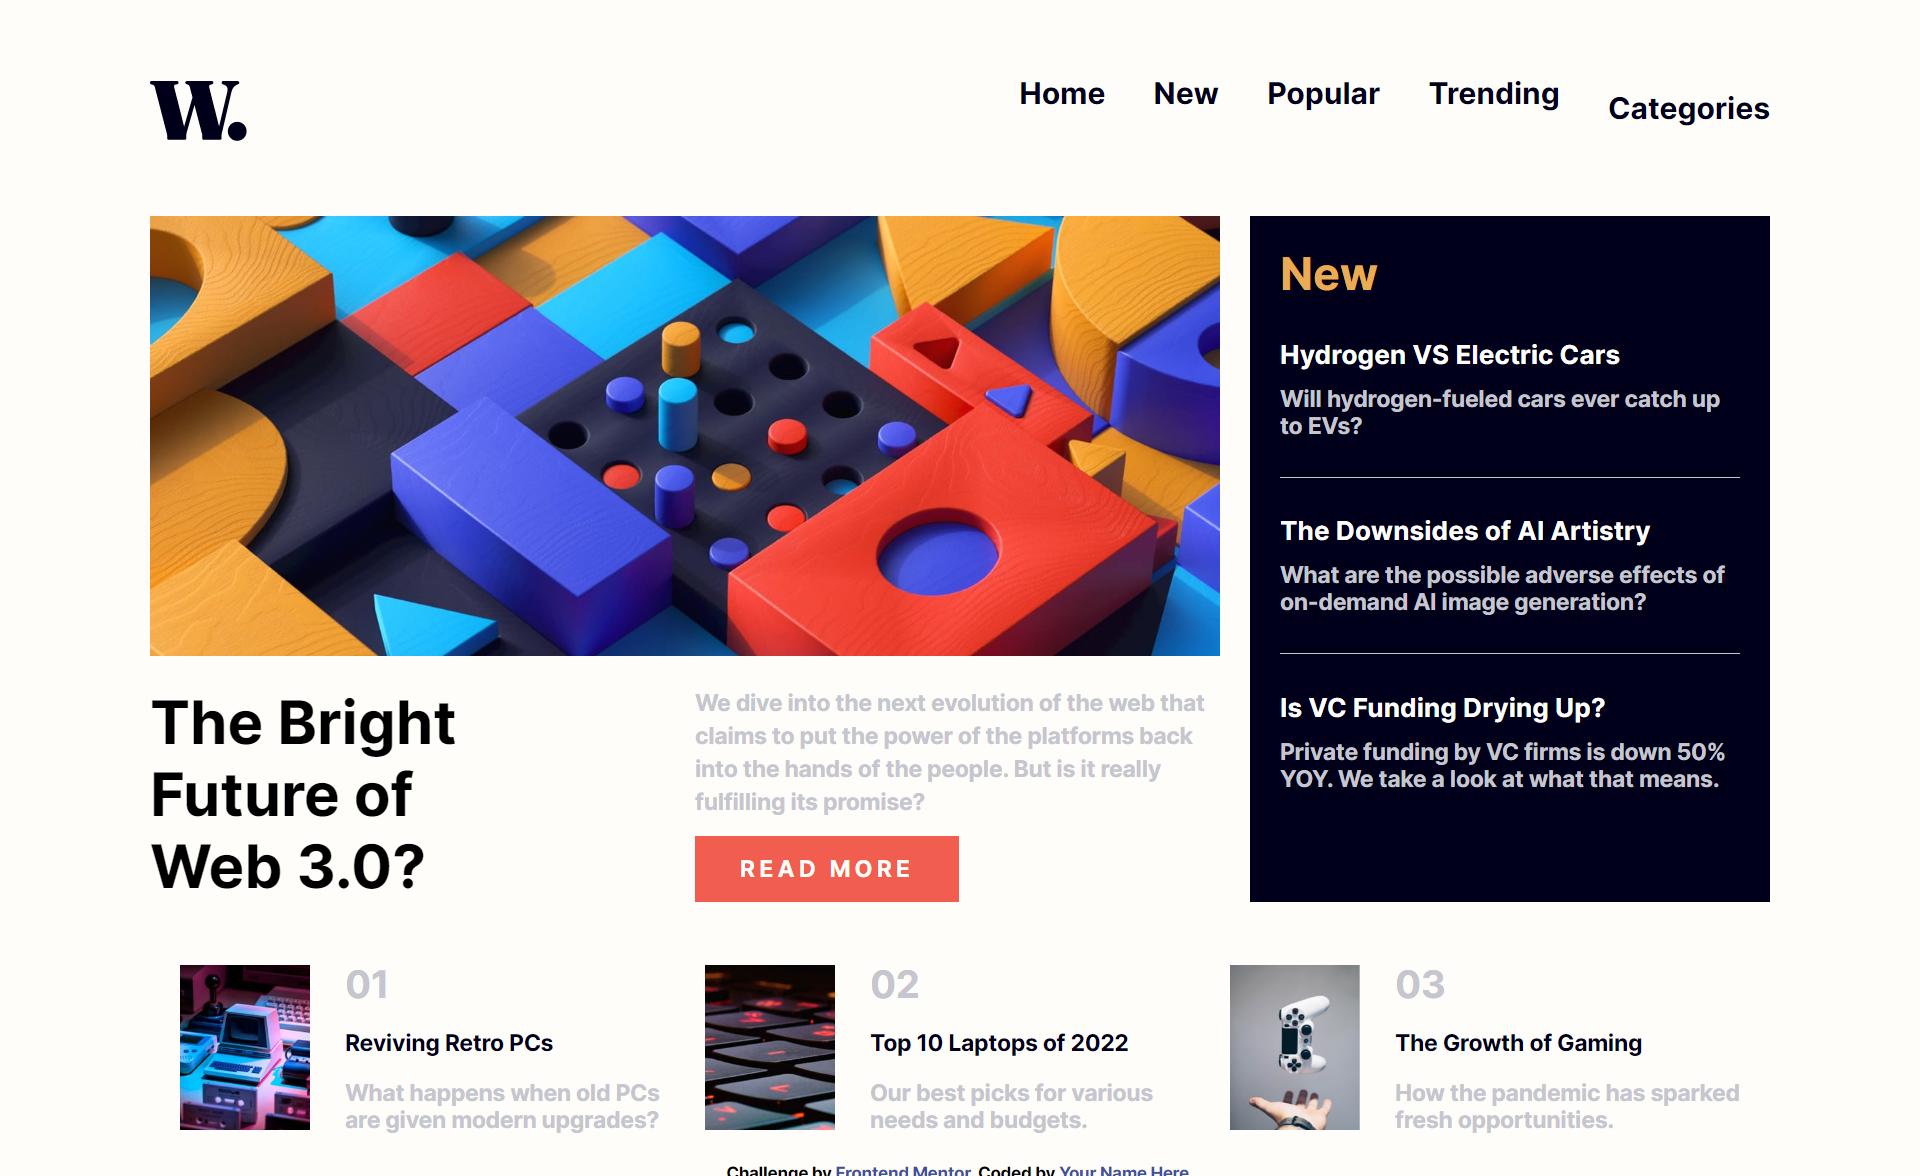 W.
Home New Popular Trending Categories
New
Hydrogen VS Electric Cars
Will hydrogen-fueled cars ever catch up
to EVs?
The Downsides of AI Artistry
What are the possible adverse effects of
on-demand AI image generation?
Is VC Funding Drying Up?
Private funding by VC firms is down 50%
YOY. We take a look at what that means.
The Bright
Future of
Web 3.0?
We dive into the next evolution of the web that
claims to put the power of the platforms back
into the hands of the people. But is it really
fulfilling its promise?
READ MORE
01
Reviving Retro PCs
What happens when old PCs
are given modern upgrades?
02
Top 10 Laptops of 2022
Our best picks for various
needs and budgets.
03
The Growth of Gaming
How the pandemic has sparked
fresh opportunities.
Challenge by Frontend Mentor. Coded by Your Name Here.